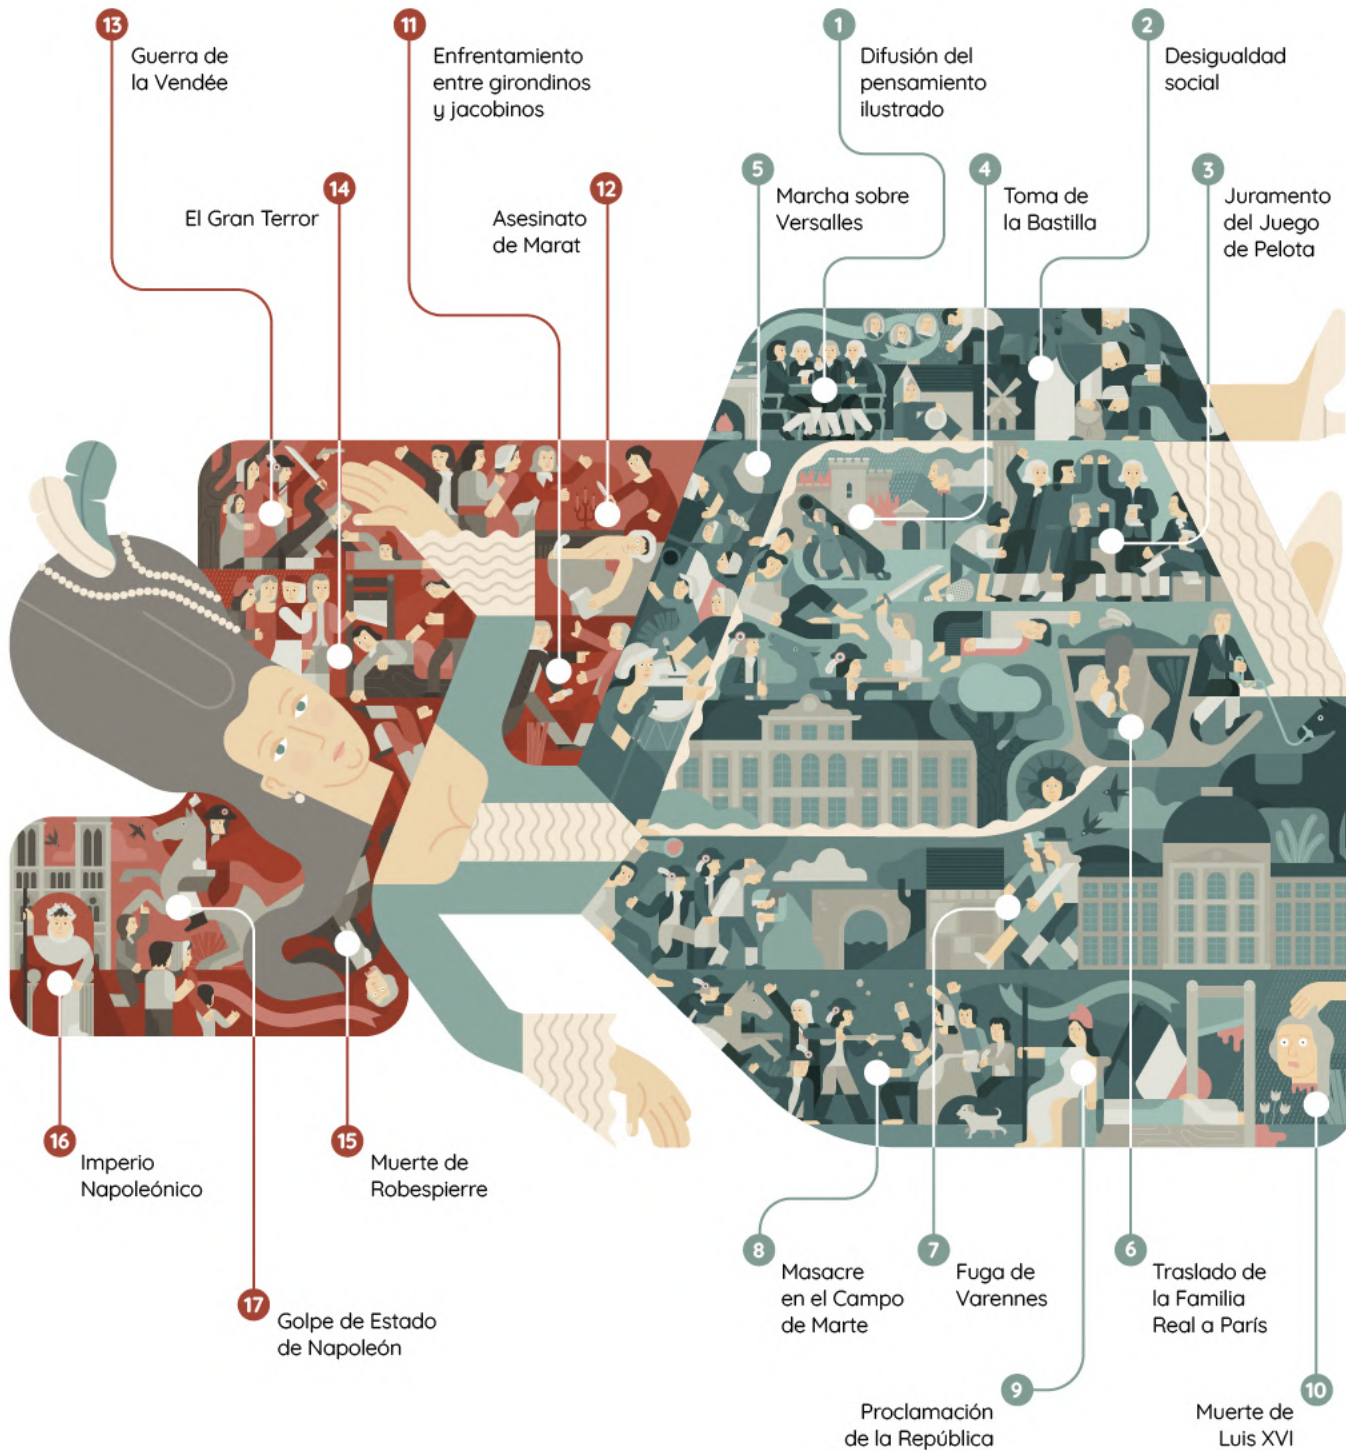 13
Guerra de
la Vendée
11
Enfrentamiento
entre girondinos
y jacobinos
1
Difusión del
pensamiento
ilustrado
2
Desigualdad
social
14
El Gran Terror
12
Asesinato
de Marat
5
Marcha sobre
Versalles
4
Toma de
la Bastilla
3
Juramento
del Juego
de Pelota
16
Imperio
Napoleónico
15
Muerte de
Robespierre
17
Golpe de Estado
de Napoleón
8
Masacre
en el Campo
de Marte
7
Fuga de
Varennes
6
Traslado de
la Familia
Real a París
9
Proclamación
de la República
10
Muerte de
Luis XVI